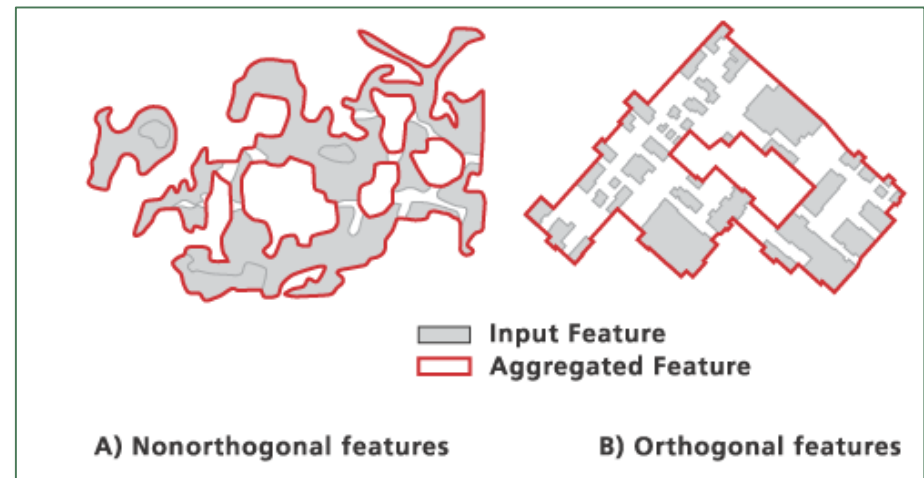 Input Feature
Aggregated Feature
A) Nonorthogonal features
B) Orthogonal features